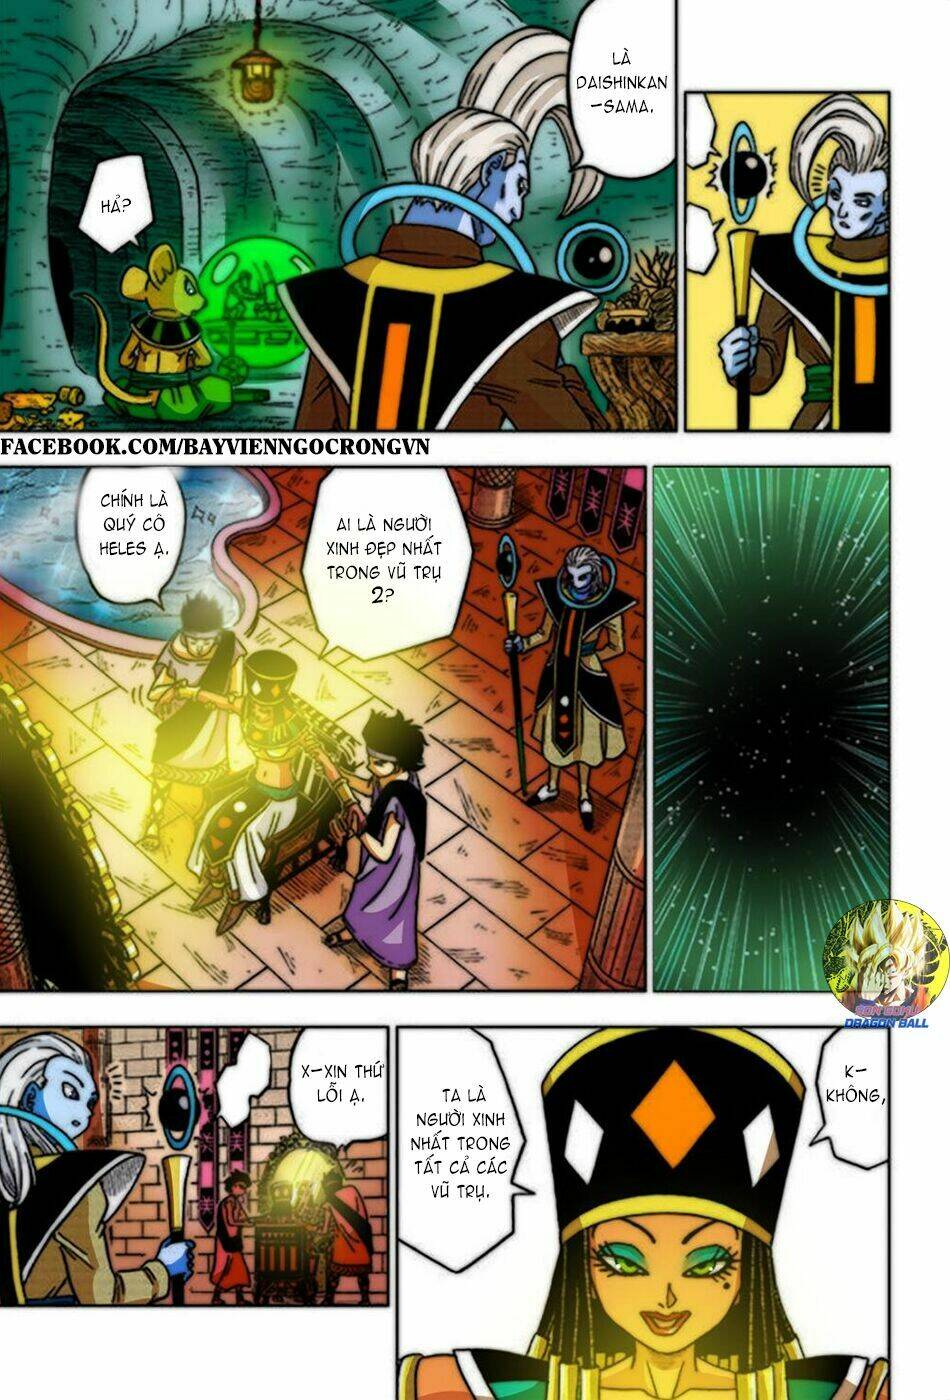 LÀ
DAISHINKAN
-SAMA.
HẢ?
FACEBOOK.COM/BAYVIENNGOCRONGVN
AI LÀ NGƯỜI
XINH ĐẸP NHẤT
TRONG VŨ TRỤ
2?
CHÍNH LÀ
QUÝ CÔ
HELES Ạ.
SON GOKU
DRAGON BALL
K-
KHÔNG,
TA LÀ
NGƯỜI XINH
NHẤT TRONG
TẤT CẢ CÁC
VŨ TRỤ.
X-XIN THỨ
LỖI Ạ.